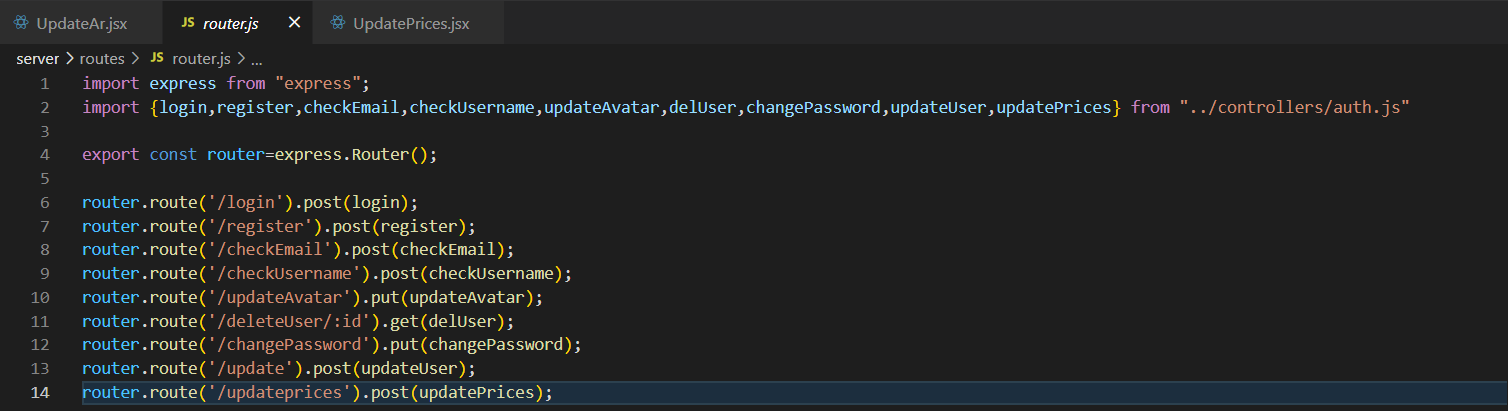 UpdateAr.jsx JS router.js × UpdatePrices.jsx
server > routes > JS router.js > ...
1 import express from "express";
2 import {login,register,checkEmail,checkUsername,updateAvatar,delUser,changePassword,updateUser,updatePrices} from "../controllers/auth.js"
3
4 export const router=express.Router();
5
6 router.route('/login').post(login);
7 router.route('/register').post(register);
8 router.route('/checkEmail').post(checkEmail);
9 router.route('/checkUsername').post(checkUsername);
10 router.route('/updateAvatar').put(updateAvatar);
11 router.route('/deleteUser/:id').get(delUser);
12 router.route('/changePassword').put(changePassword);
13 router.route('/update').post(updateUser);
14 router.route('/updateprices').post(updatePrices);